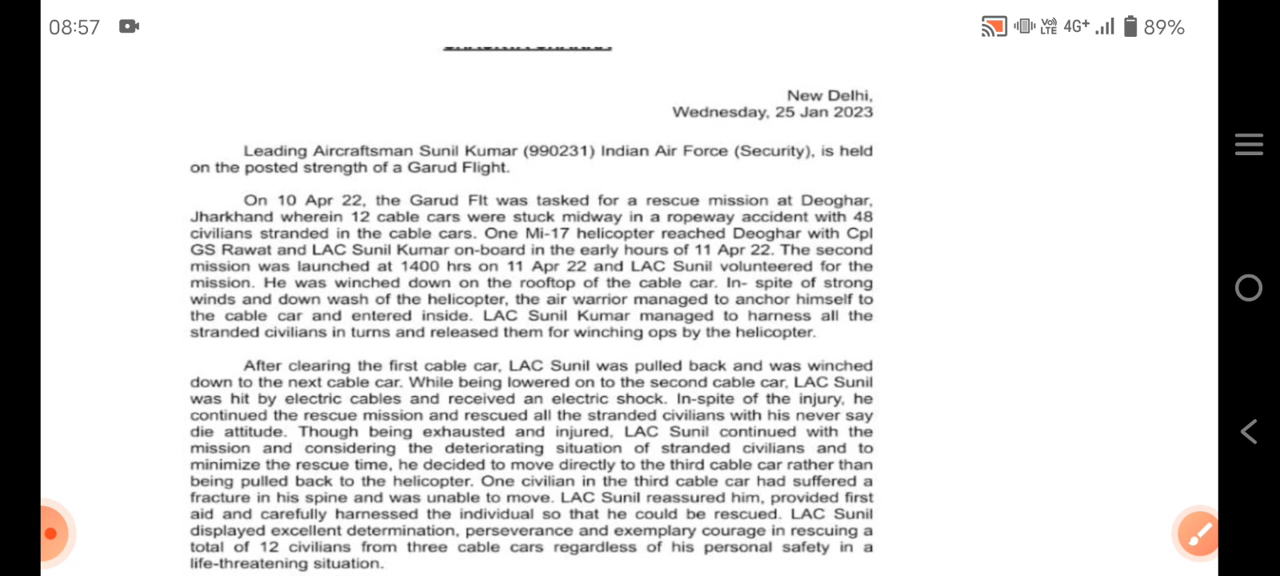 08:57
Vo))
LTE 4G+ 89%
New Delhi,
Wednesday, 25 Jan 2023
Leading Aircraftsman Sunil Kumar (990231) Indian Air Force (Security), is held
on the posted strength of a Garud Flight.
On 10 Apr 22, the Garud Flt was tasked for a rescue mission at Deoghar,
Jharkhand wherein 12 cable cars were stuck midway in a ropeway accident with 48
civilians stranded in the cable cars. One Mi-17 helicopter reached Deoghar with Cpl
GS Rawat and LAC Sunil Kumar on-board in the early hours of 11 Apr 22. The second
mission was launched at 1400 hrs on 11 Apr 22 and LAC Sunil volunteered for the
mission. He was winched down on the rooftop of the cable car. In- spite of strong
winds and down wash of the helicopter, the air warrior managed to anchor himself to
the cable car and entered inside. LAC Sunil Kumar managed to harness all the
stranded civilians in turns and released them for winching ops by the helicopter.
After clearing the first cable car, LAC Sunil was pulled back and was winched
down to the next cable car. While being lowered on to the second cable car, LAC Sunil
was hit by electric cables and received an electric shock. In-spite of the injury, he
continued the rescue mission and rescued all the stranded civilians with his never say
die attitude. Though being exhausted and injured, LAC Sunil continued with the
mission and considering the deteriorating situation of stranded civilians and to
minimize the rescue time, he decided to move directly to the third cable car rather than
being pulled back to the helicopter. One civilian in the third cable car had suffered a
fracture in his spine and was unable to move. LAC Sunil reassured him, provided first
aid and carefully harnessed the individual so that he could be rescued. LAC Sunil
displayed excellent determination, perseverance and exemplary courage in rescuing a
total of 12 civilians from three cable cars regardless of his personal safety in a
life-threatening situation.